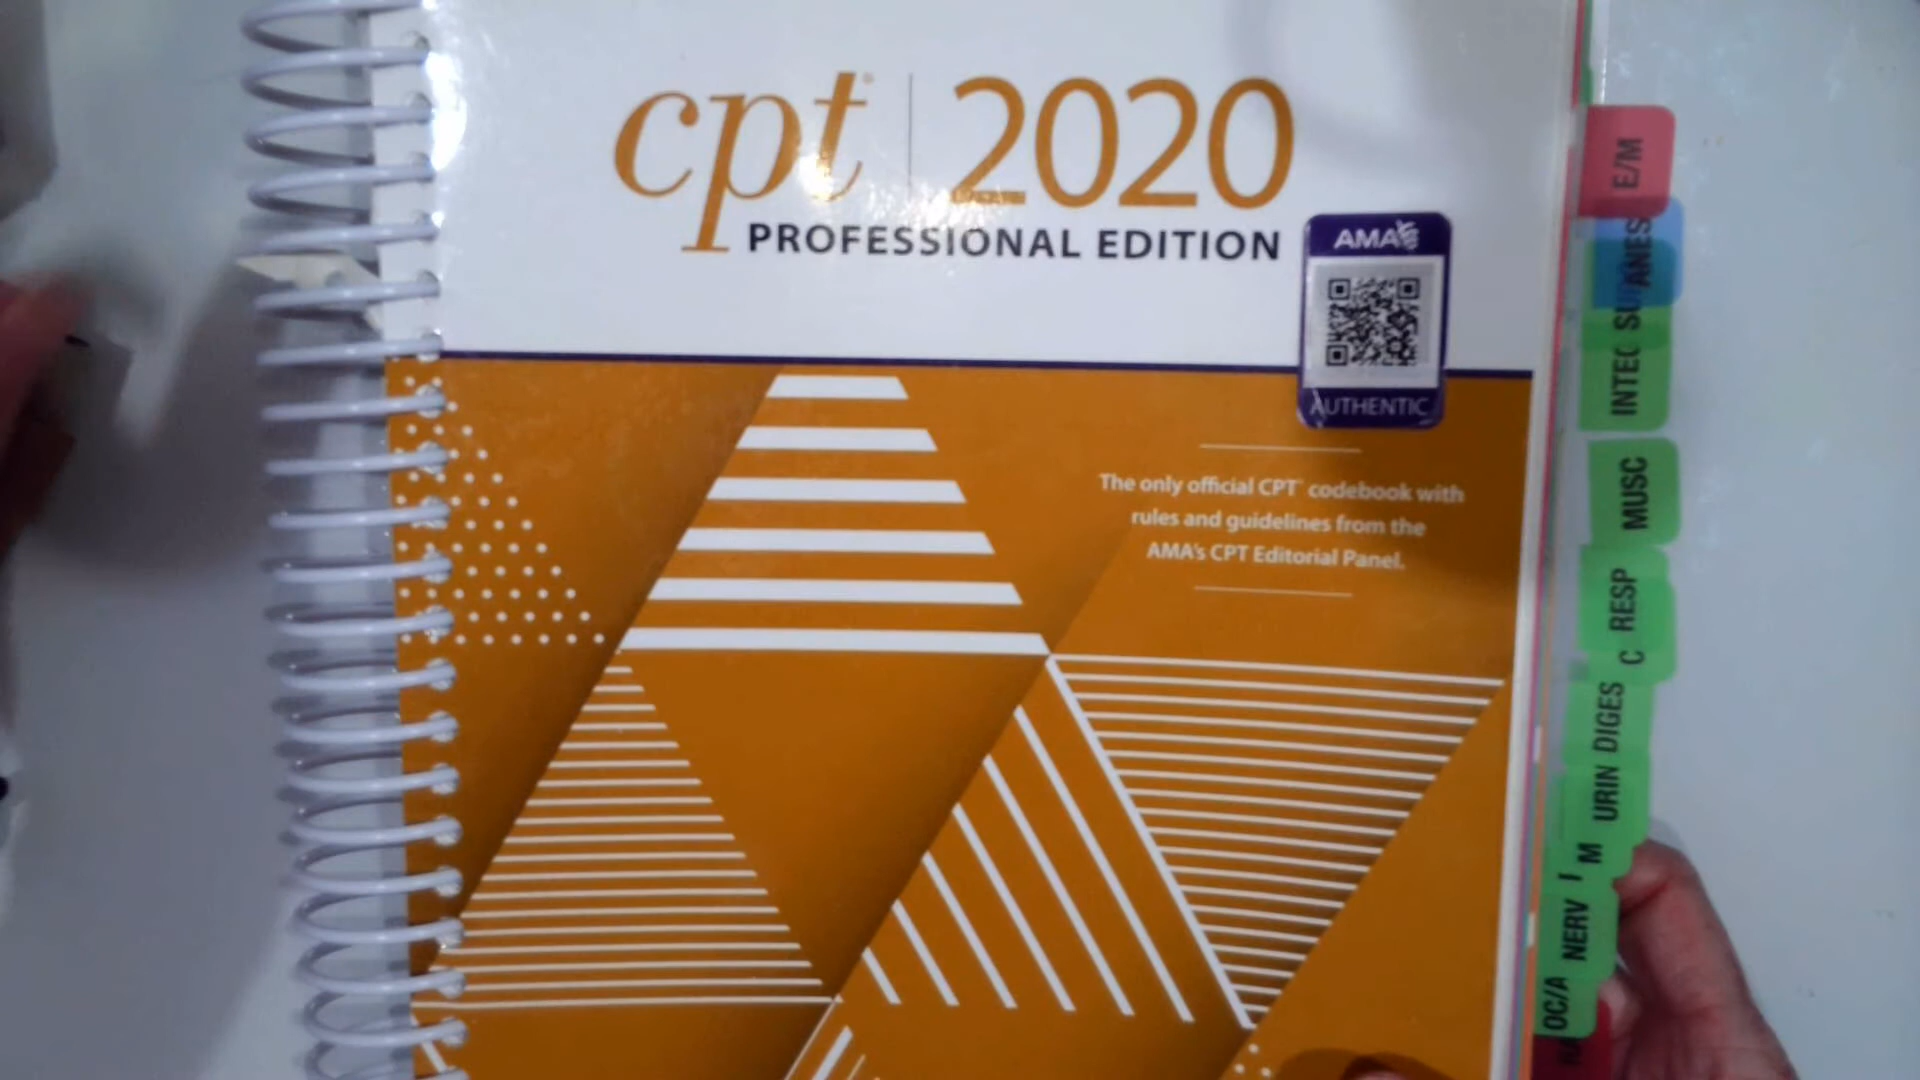 cpt® 2020
PROFESSIONAL EDITION
AMA
AUTHENTIC
The only official CPT® codebook with
rules and guidelines from the
AMA's CPT Editorial Panel.
E/M
ANES
MUSC
RESP
DIGES
URIN
M
NERV